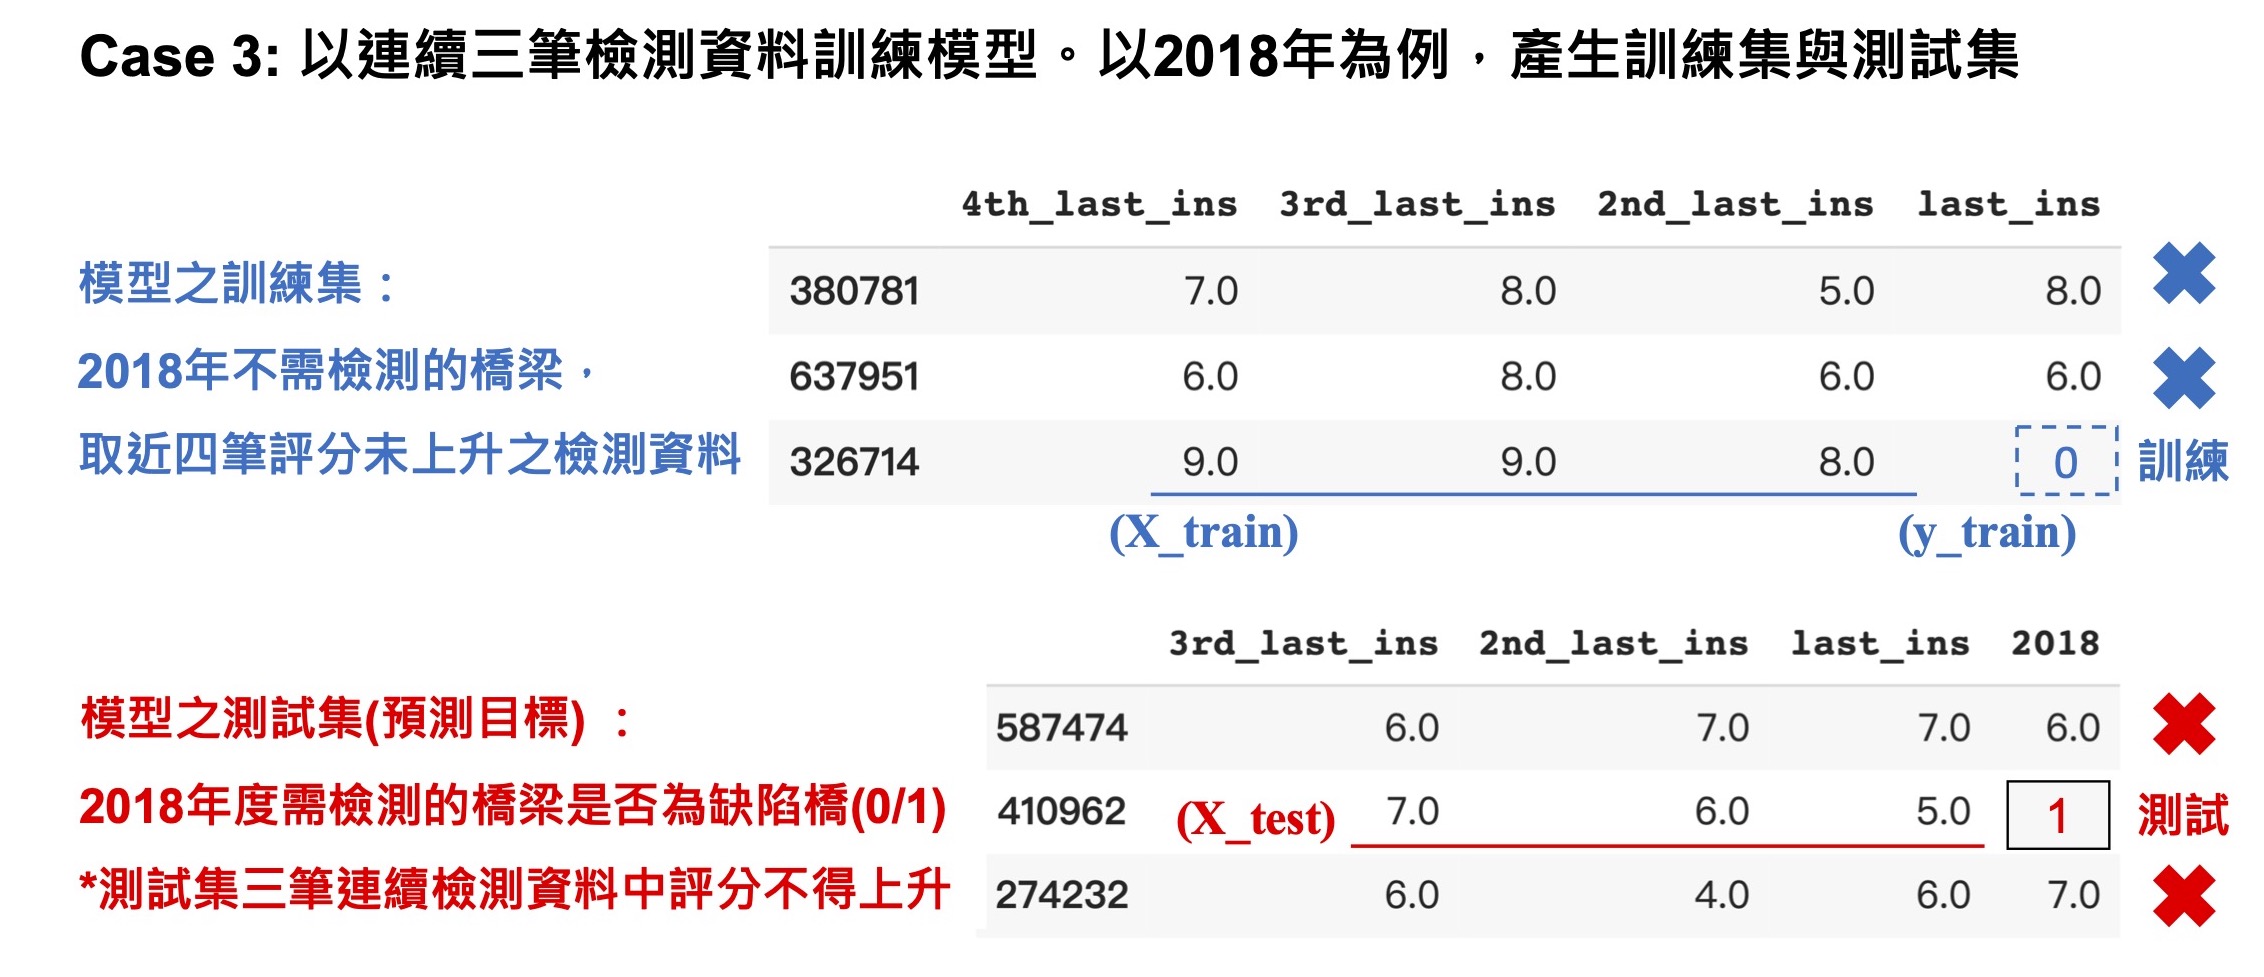 Case 3: 以連續三筆檢測資料訓練模型。以2018年為例，產生訓練集與測試集
4th_last_ins 3rd_last_ins 2nd_last_ins last_ins
模型之訓練集：
380781 7.0 8.0 5.0 8.0
2018年不需檢測的橋梁，
637951 6.0 8.0 6.0 6.0
取近四筆評分未上升之檢測資料
326714 9.0 9.0 8.0 0 訓練
(X_train) (y_train)
3rd_last_ins 2nd_last_ins last_ins 2018
模型之測試集(預測目標)：
587474 6.0 7.0 7.0 6.0
2018年度需檢測的橋梁是否為缺陷橋(0/1)
410962 (X_test) 7.0 6.0 5.0 1 測試
*測試集三筆連續檢測資料中評分不得上升
274232 6.0 4.0 6.0 7.0